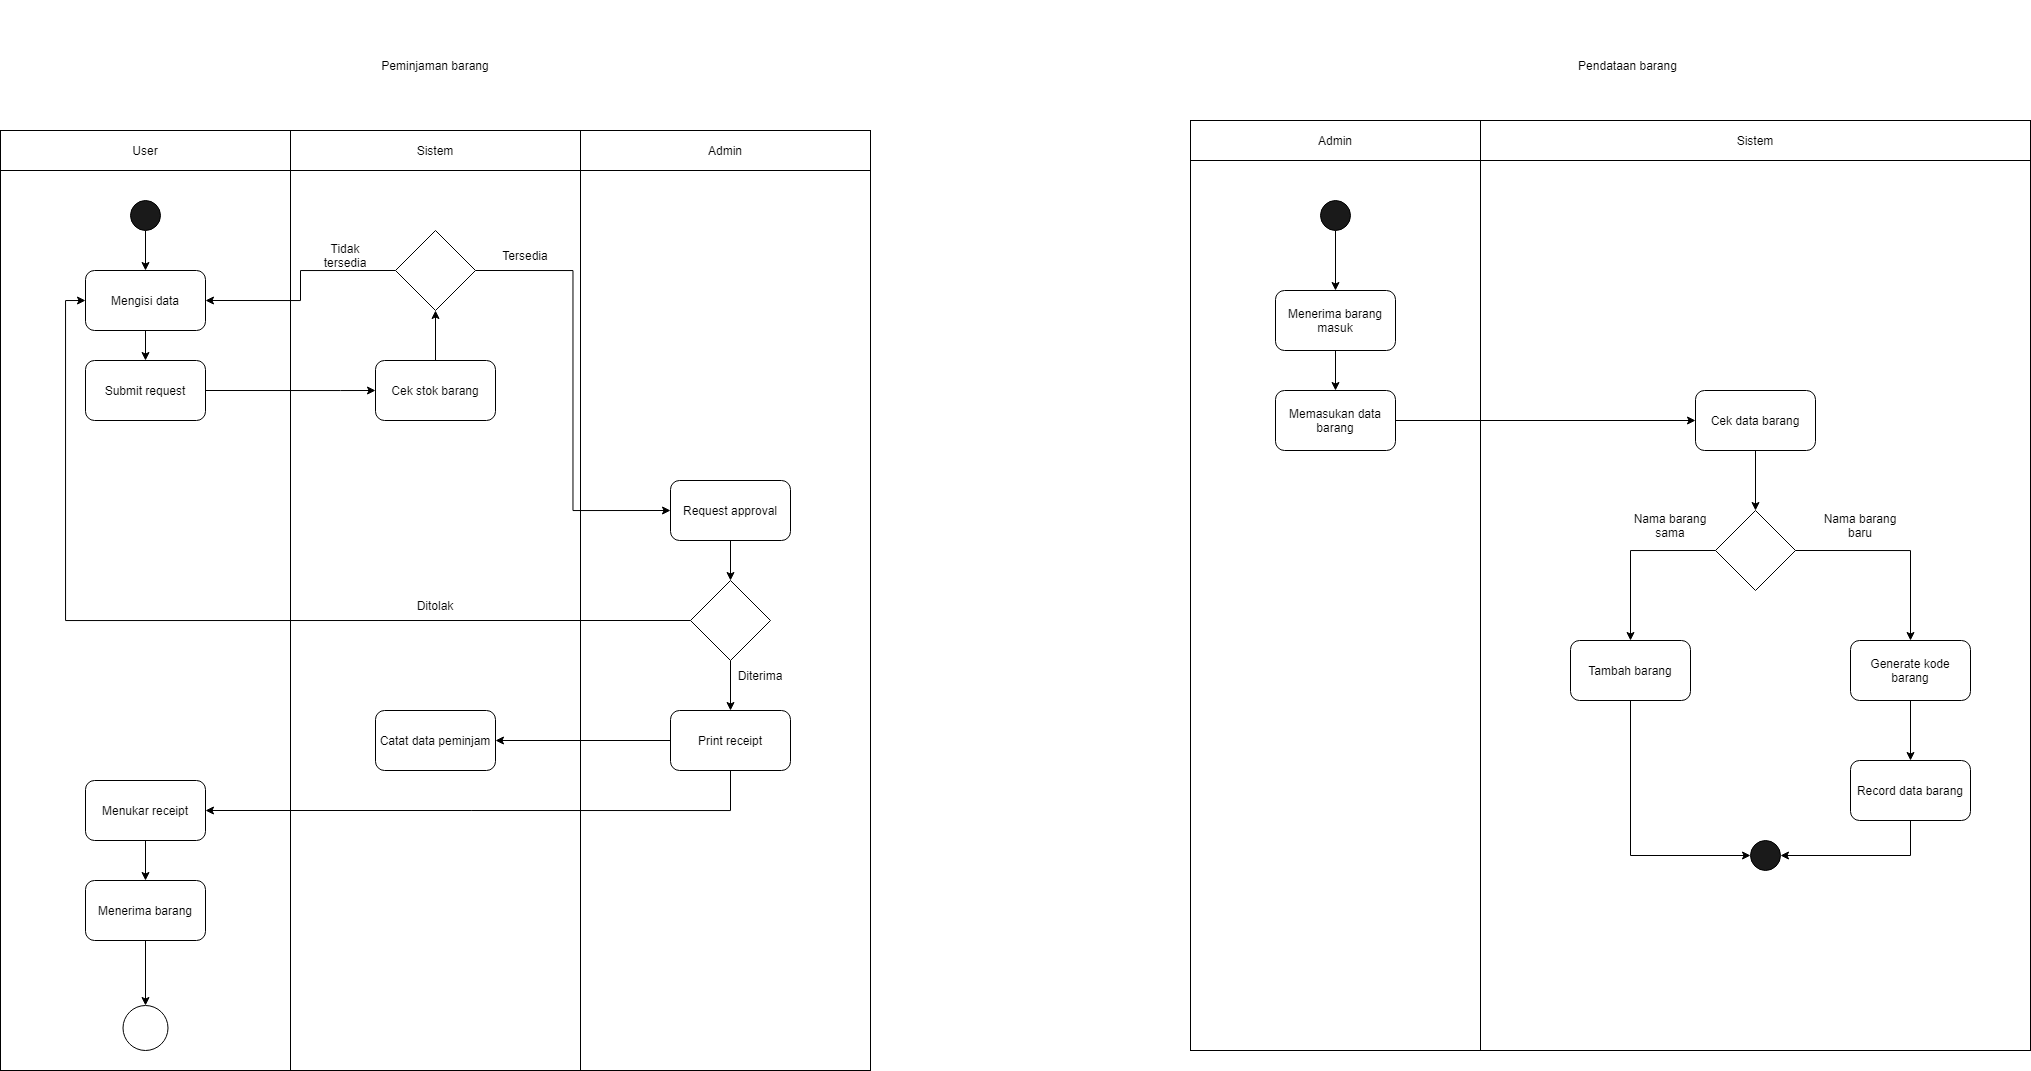 Peminjaman barang
User
Sistem
Admin
Tidak
tersedia
Tersedia
Mengisi data
Submit request
Cek stok barang
Request approval
Ditolak
Diterima
Catat data peminjam
Print receipt
Menukar receipt
Menerima barang
Pendataan barang
Admin
Sistem
Menerima barang
masuk
Memasukan data
barang
Cek data barang
Nama barang
sama
Nama barang
baru
Tambah barang
Generate kode
barang
Record data barang